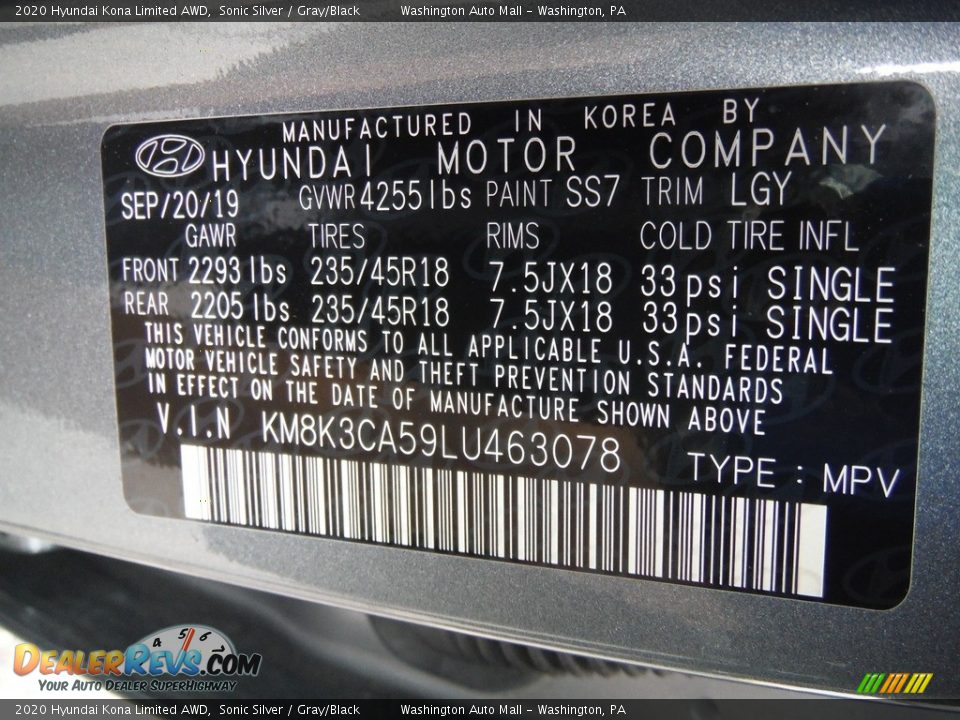 2020 Hyundai Kona Limited AWD, Sonic Silver / Gray/Black Washington Auto Mall - Washington, PA
MANUFACTURED IN KOREA BY
HYUNDAI MOTOR COMPANY
SEP/20/19 GVWR 4255 lbs PAINT SS7 TRIM LGY
GAWR TIRES RIMS COLD TIRE INFL
FRONT 2293 lbs 235/45R18 7.5JX18 33psi SINGLE
REAR 2205 lbs 235/45R18 7.5JX18 33psi SINGLE
THIS VEHICLE CONFORMS TO ALL APPLICABLE U.S.A. FEDERAL
MOTOR VEHICLE SAFETY AND THEFT PREVENTION STANDARDS
IN EFFECT ON THE DATE OF MANUFACTURE SHOWN ABOVE
V.I.N KM8K3CA59LU463078
TYPE : MPV
4 5 6
DEALERREVS.COM
YOUR AUTO DEALER SUPERHIGHWAY
2020 Hyundai Kona Limited AWD, Sonic Silver / Gray/Black Washington Auto Mall - Washington, PA